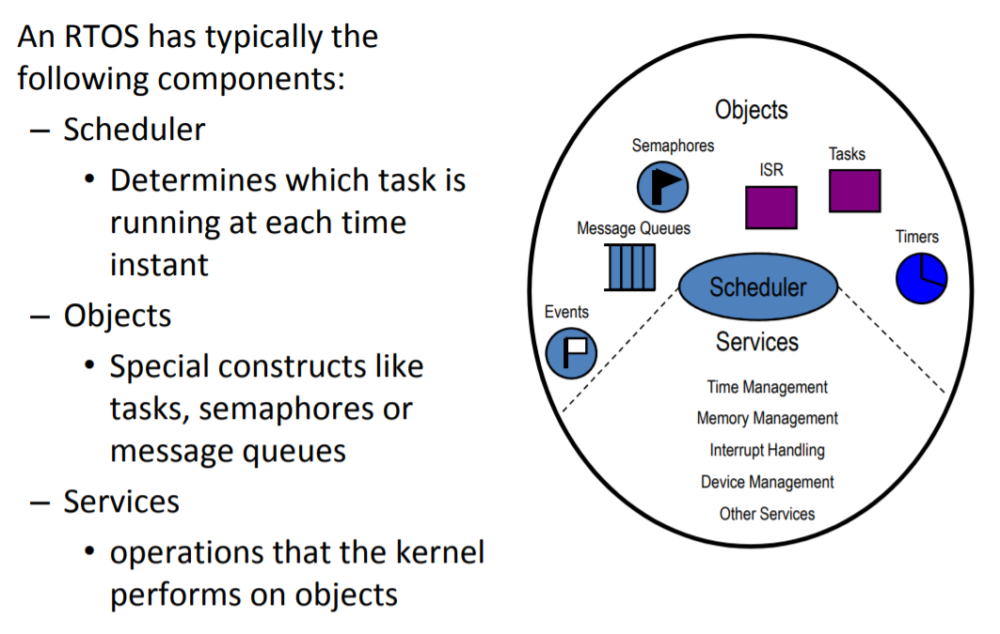 An RTOS has typically the
following components:
– Scheduler
• Determines which task is
running at each time
instant
– Objects
• Special constructs like
tasks, semaphores or
message queues
– Services
• operations that the kernel
performs on objects
Objects
Semaphores
ISR
Tasks
Message Queues
Timers
Scheduler
Events
Services
Time Management
Memory Management
Interrupt Handling
Device Management
Other Services